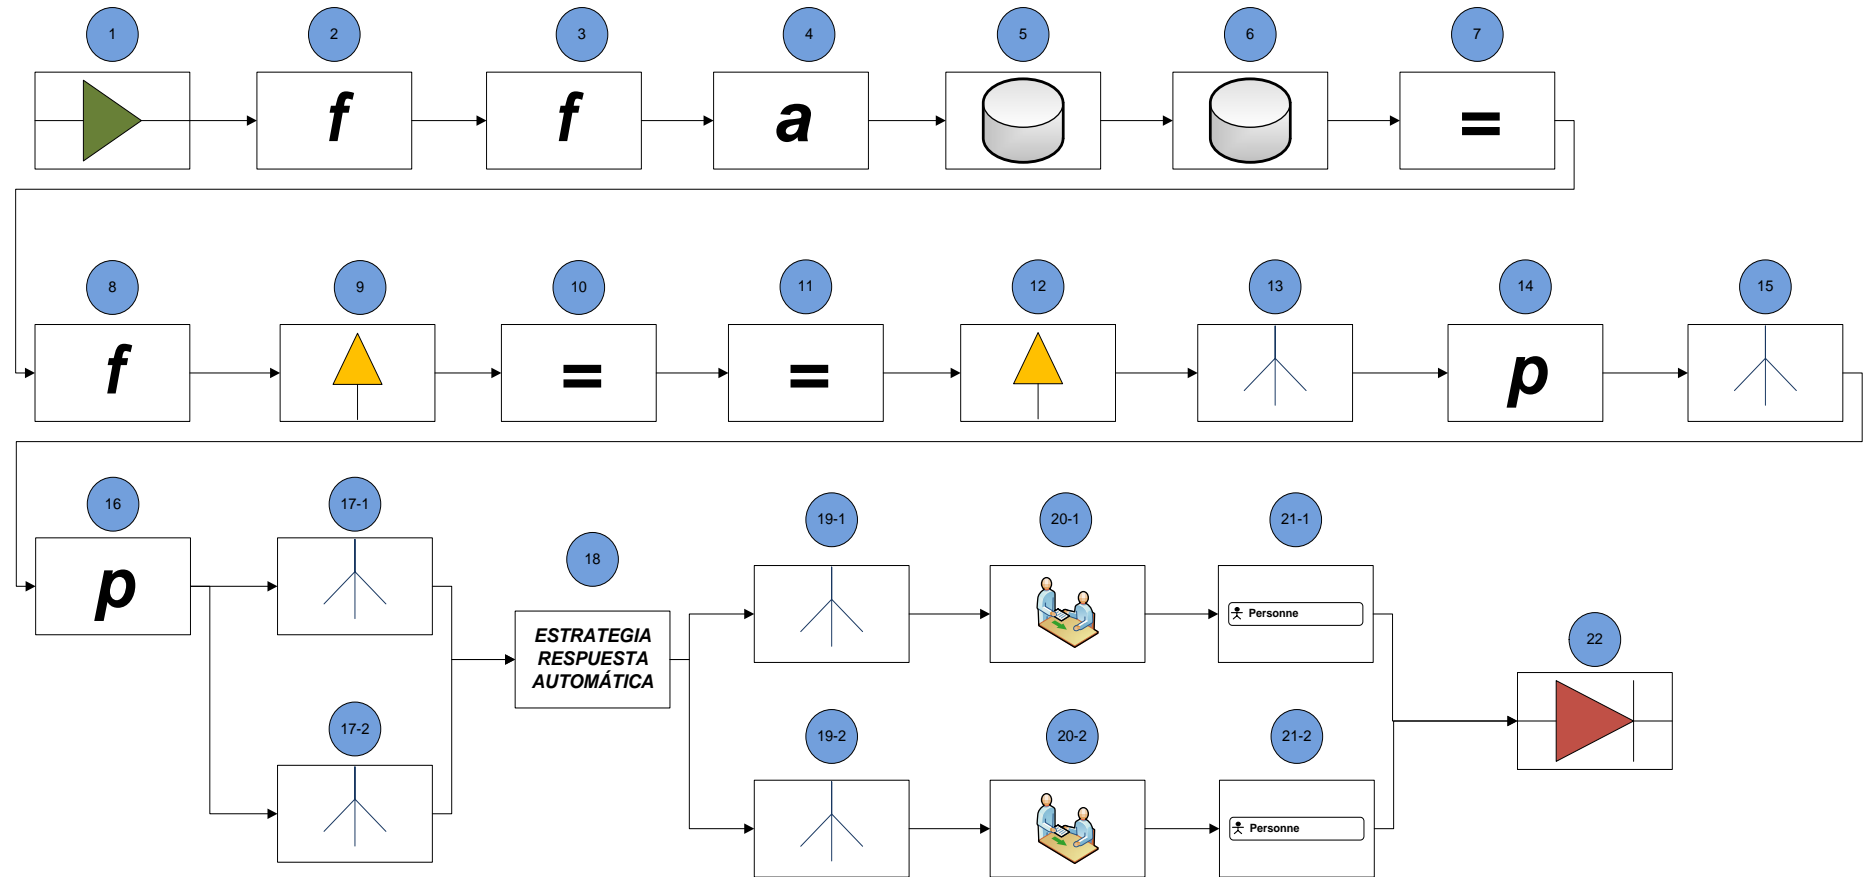 1
2
3
4
5
6
7
f
f
a
=
8
9
10
11
12
13
14
15
f
=
=
p
16
17-1
18
19-1
20-1
21-1
p
ESTRATEGIA
RESPUESTA
AUTOMÁTICA
Personne
22
17-2
19-2
20-2
21-2
Personne